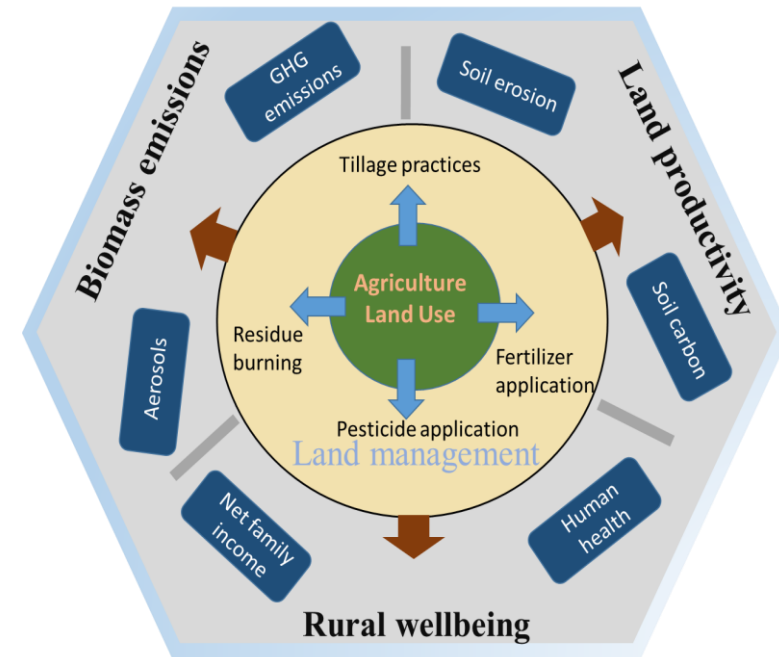 GHG
emissions
Soil erosion
Biomass emissions
Land productivity
Tillage practices
Agriculture
Land Use
Residue
burning
Fertilizer
application
Pesticide application
Land management
Aerosols
Soil carbon
Net family
income
Human
health
Rural wellbeing